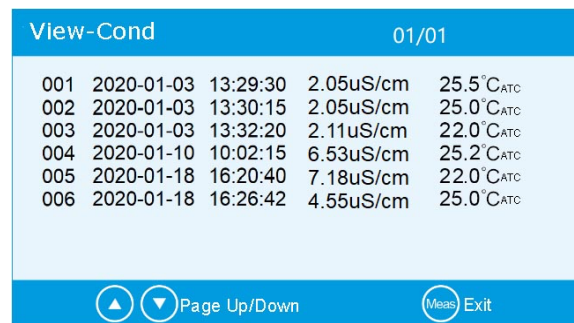 View-Cond 01/01
001 2020-01-03 13:29:30 2.05uS/cm 25.5°CATC
002 2020-01-03 13:30:15 2.05uS/cm 25.0°CATC
003 2020-01-03 13:32:20 2.11uS/cm 22.0°CATC
004 2020-01-10 10:02:15 6.53uS/cm 25.2°CATC
005 2020-01-18 16:20:40 7.18uS/cm 22.0°CATC
006 2020-01-18 16:26:42 4.55uS/cm 25.0°CATC
Page Up/Down Meas Exit